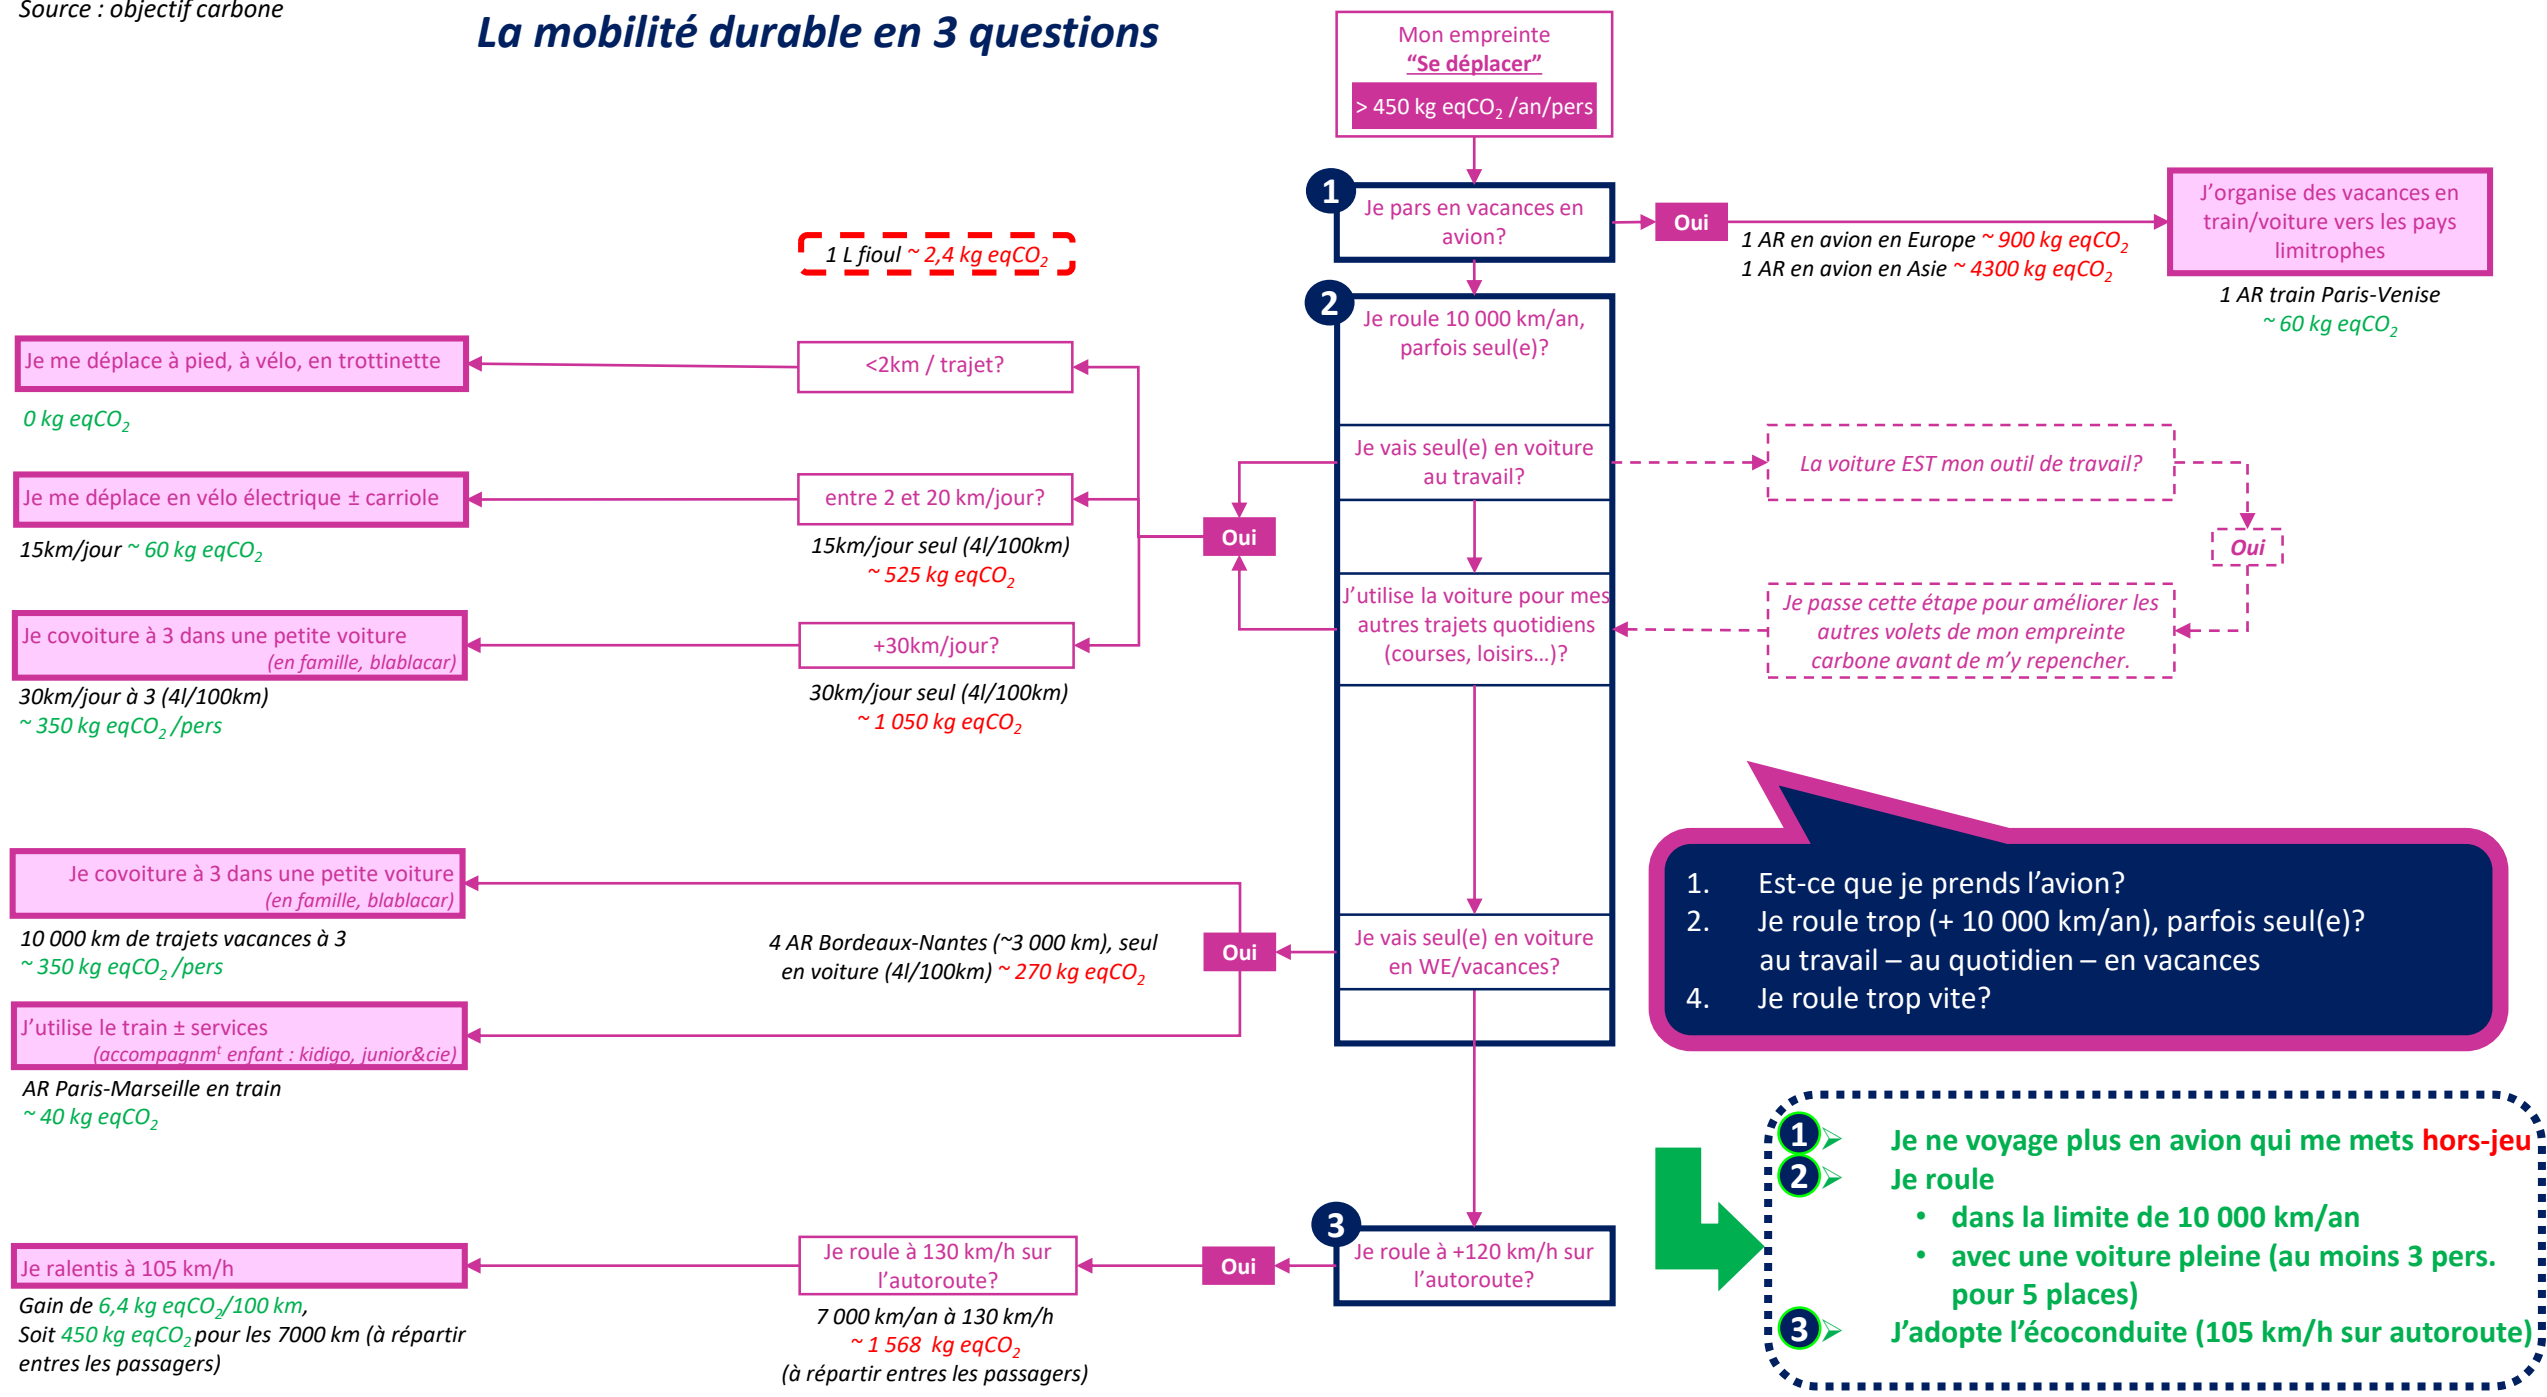 Source : objectif carbone
La mobilité durable en 3 questions
Mon empreinte
“Se déplacer”
> 450 kg eqCO₂ /an/pers
1
Je pars en vacances en
avion?
Oui
1 AR en avion en Europe ~ 900 kg eqCO₂
1 AR en avion en Asie ~ 4300 kg eqCO₂
J’organise des vacances en
train/voiture vers les pays
limitrophes
1 AR train Paris-Venise
~ 60 kg eqCO₂
1 L fioul ~ 2,4 kg eqCO₂
2
Je roule 10 000 km/an,
parfois seul(e)?
<2km / trajet?
Je me déplace à pied, à vélo, en trottinette
0 kg eqCO₂
Je vais seul(e) en voiture
au travail?
La voiture EST mon outil de travail?
Oui
Je passe cette étape pour améliorer les
autres volets de mon empreinte
carbone avant de m’y repencher.
Oui
entre 2 et 20 km/jour?
15km/jour seul (4l/100km)
~ 525 kg eqCO₂
Je me déplace en vélo électrique ± carriole
15km/jour ~ 60 kg eqCO₂
J’utilise la voiture pour mes
autres trajets quotidiens
(courses, loisirs…)?
+30km/jour?
30km/jour seul (4l/100km)
~ 1 050 kg eqCO₂
Je covoiture à 3 dans une petite voiture
(en famille, blablacar)
30km/jour à 3 (4l/100km)
~ 350 kg eqCO₂ /pers
Je vais seul(e) en voiture
en WE/vacances?
Oui
4 AR Bordeaux-Nantes (~3 000 km), seul
en voiture (4l/100km) ~ 270 kg eqCO₂
Je covoiture à 3 dans une petite voiture
(en famille, blablacar)
10 000 km de trajets vacances à 3
~ 350 kg eqCO₂ /pers
J’utilise le train ± services
(accompagnmᵗ enfant : kidigo, junior&cie)
AR Paris-Marseille en train
~ 40 kg eqCO₂
3
Je roule à +120 km/h sur
l’autoroute?
Oui
Je roule à 130 km/h sur
l’autoroute?
7 000 km/an à 130 km/h
~ 1 568 kg eqCO₂
(à répartir entres les passagers)
Je ralentis à 105 km/h
Gain de 6,4 kg eqCO₂/100 km,
Soit 450 kg eqCO₂ pour les 7000 km (à répartir
entres les passagers)
1. Est-ce que je prends l’avion?
2. Je roule trop (+ 10 000 km/an), parfois seul(e)?
au travail – au quotidien – en vacances
4. Je roule trop vite?
1 ➢ Je ne voyage plus en avion qui me mets hors-jeu
2 ➢ Je roule
• dans la limite de 10 000 km/an
• avec une voiture pleine (au moins 3 pers.
pour 5 places)
3 ➢ J’adopte l’écoconduite (105 km/h sur autoroute)